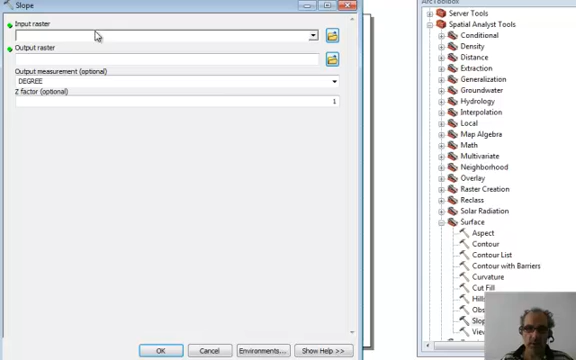 Slope
Input raster
Output raster
Output measurement (optional)
DEGREE
Z factor (optional)
1
OK
Cancel
Environments...
Show Help >>
ArcToolbox
Server Tools
Spatial Analyst Tools
Conditional
Density
Distance
Extraction
Generalization
Groundwater
Hydrology
Interpolation
Local
Map Algebra
Math
Multivariate
Neighborhood
Overlay
Raster Creation
Reclass
Solar Radiation
Surface
Aspect
Contour
Contour List
Contour with Barriers
Curvature
Cut Fill